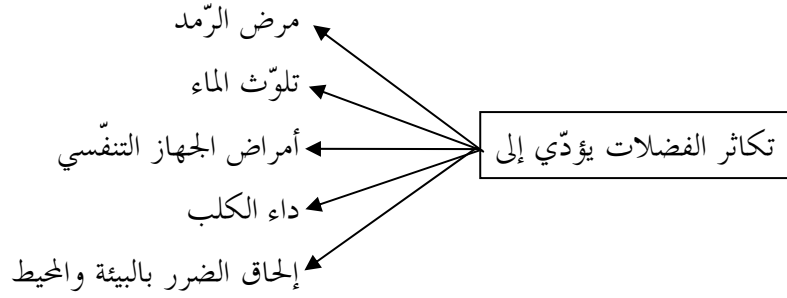 مرض الرّمد
تلوّث الماء
تكاثر الفضلات يؤدّي إلى
أمراض الجهاز التنفّسي
داء الكلب
إلحاق الضرر بالبيئة والمحيط